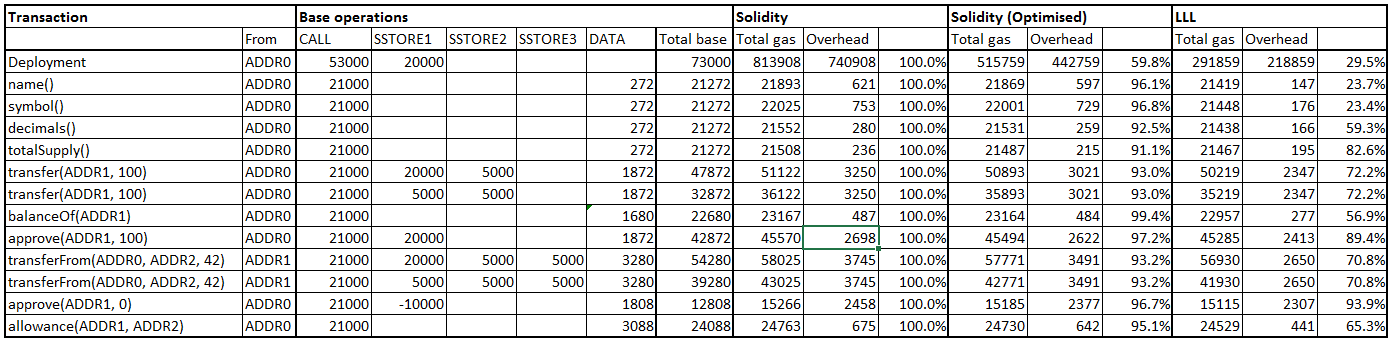 Transaction Base operations Solidity Solidity (Optimised) LLL
From CALL SSTORE1 SSTORE2 SSTORE3 DATA Total base Total gas Overhead Total gas Overhead Total gas Overhead
Deployment ADDR0 53000 20000 73000 813908 740908 100.0% 515759 442759 59.8% 291859 218859 29.5%
name() ADDR0 21000 272 21272 21893 621 100.0% 21869 597 96.1% 21419 147 23.7%
symbol() ADDR0 21000 272 21272 22025 753 100.0% 22001 729 96.8% 21448 176 23.4%
decimals() ADDR0 21000 272 21272 21552 280 100.0% 21531 259 92.5% 21438 166 59.3%
totalSupply() ADDR0 21000 272 21272 21508 236 100.0% 21487 215 91.1% 21467 195 82.6%
transfer(ADDR1, 100) ADDR0 21000 20000 5000 1872 47872 51122 3250 100.0% 50893 3021 93.0% 50219 2347 72.2%
transfer(ADDR1, 100) ADDR0 21000 5000 5000 1872 32872 36122 3250 100.0% 35893 3021 93.0% 35219 2347 72.2%
balanceOf(ADDR1) ADDR0 21000 1680 22680 23167 487 100.0% 23164 484 99.4% 22957 277 56.9%
approve(ADDR1, 100) ADDR0 21000 20000 1872 42872 45570 2698 100.0% 45494 2622 97.2% 45285 2413 89.4%
transferFrom(ADDR0, ADDR2, 42) ADDR1 21000 20000 5000 5000 3280 54280 58025 3745 100.0% 57771 3491 93.2% 56930 2650 70.8%
transferFrom(ADDR0, ADDR2, 42) ADDR1 21000 5000 5000 5000 3280 39280 43025 3745 100.0% 42771 3491 93.2% 41930 2650 70.8%
approve(ADDR1, 0) ADDR0 21000 -10000 1808 12808 15266 2458 100.0% 15185 2377 96.7% 15115 2307 93.9%
allowance(ADDR1, ADDR2) ADDR0 21000 3088 24088 24763 675 100.0% 24730 642 95.1% 24529 441 65.3%